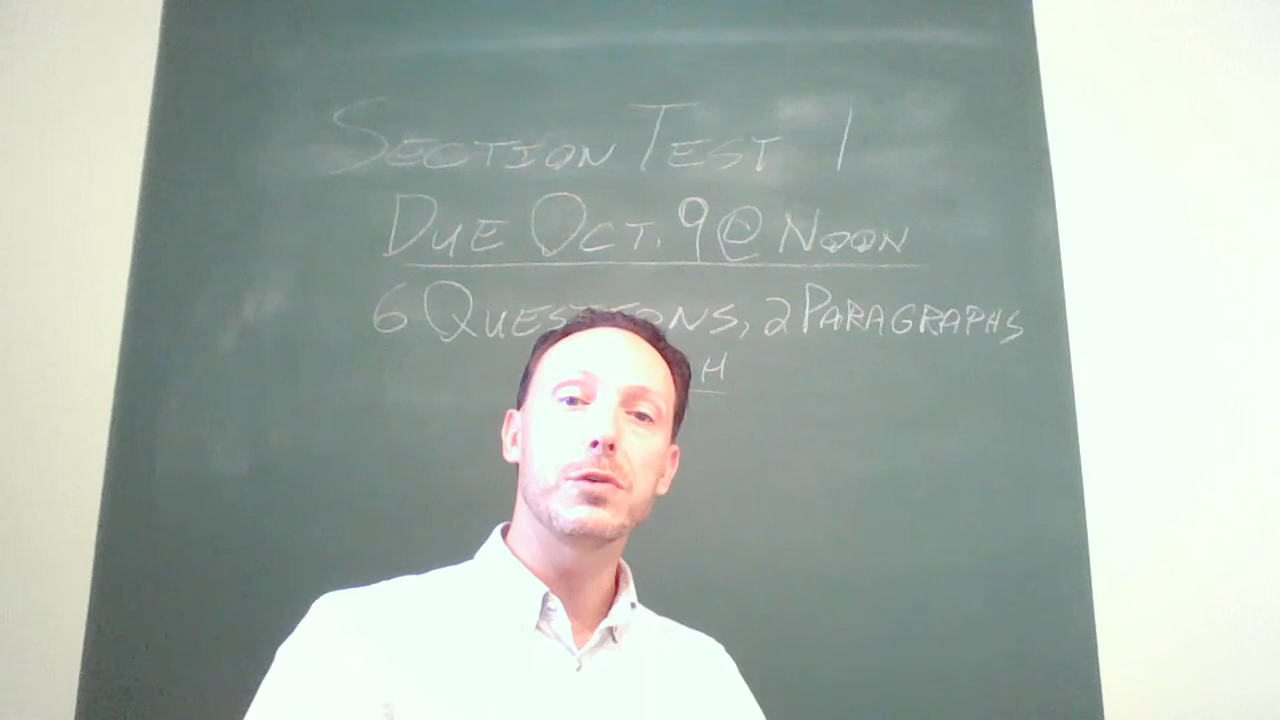 SECTION TEST 1
DUE OCT. 9 @ NOON
6 QUESTIONS, 2 PARAGRAPHS
H